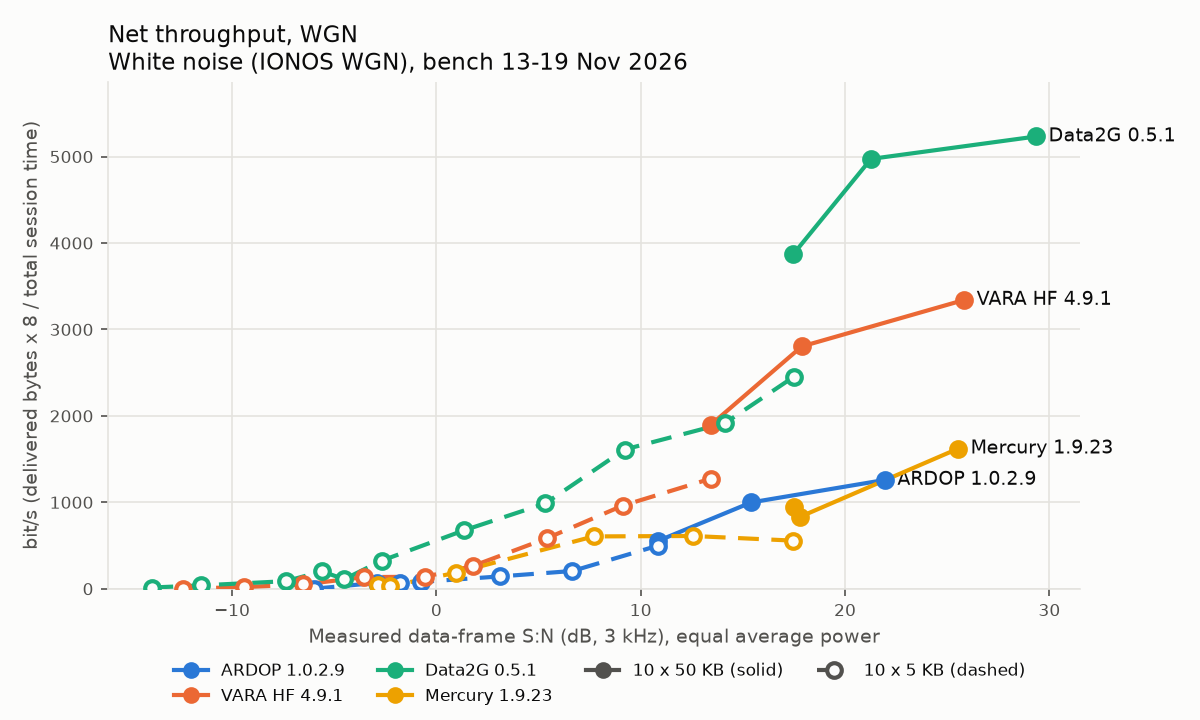 Net throughput, WGN
White noise (IONOS WGN), bench 13-19 Nov 2026
bit/s (delivered bytes x 8 / total session time)
5000
4000
3000
2000
1000
0
Data2G 0.5.1
VARA HF 4.9.1
Mercury 1.9.23
ARDOP 1.0.2.9
−10
0
10
20
30
Measured data-frame S:N (dB, 3 kHz), equal average power
ARDOP 1.0.2.9
Data2G 0.5.1
10 x 50 KB (solid)
10 x 5 KB (dashed)
VARA HF 4.9.1
Mercury 1.9.23